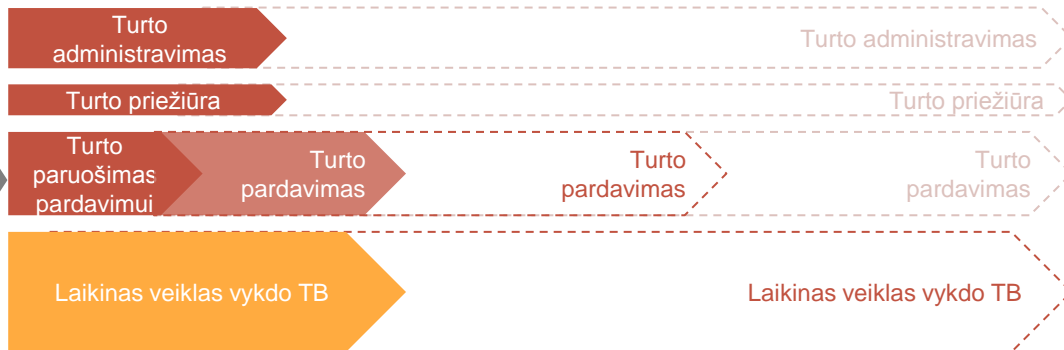 Turto
administravimas
Turto administravimas
Turto priežiūra
Turto priežiūra
Turto
paruošimas
pardavimui
Turto
pardavimas
Turto
pardavimas
Turto
pardavimas
Laikinas veiklas vykdo TB
Laikinas veiklas vykdo TB